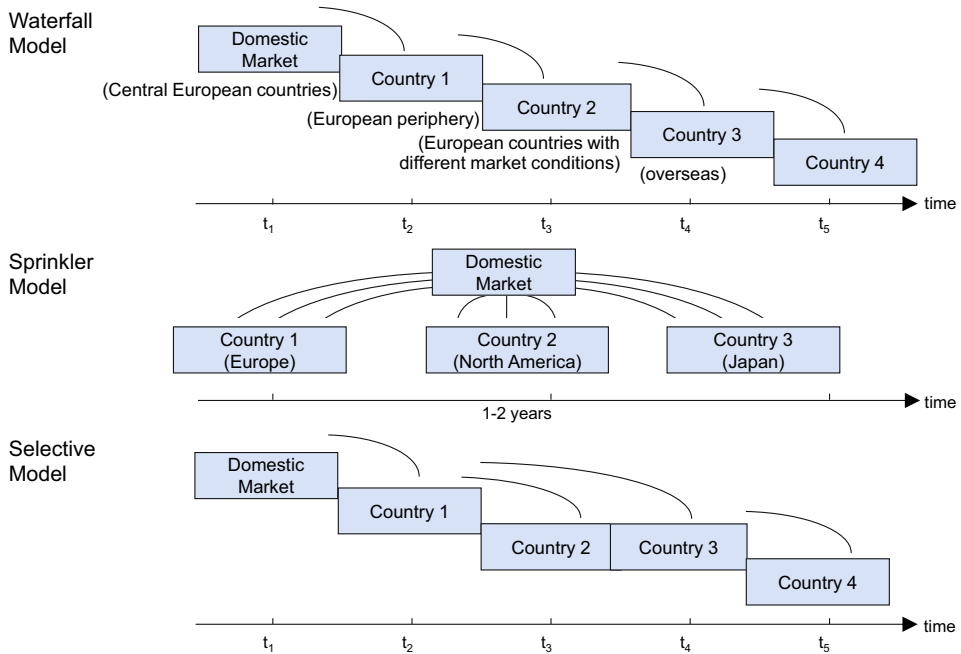 Waterfall
Model
Domestic
Market
(Central European countries)
Country 1
(European periphery)
Country 2
(European countries with
different market conditions)
Country 3
(overseas)
Country 4
time
t1
t2
t3
t4
t5
Sprinkler
Model
Domestic
Market
Country 1
(Europe)
Country 2
(North America)
Country 3
(Japan)
time
1-2 years
Selective
Model
Domestic
Market
Country 1
Country 2
Country 3
Country 4
time
t1
t2
t3
t4
t5